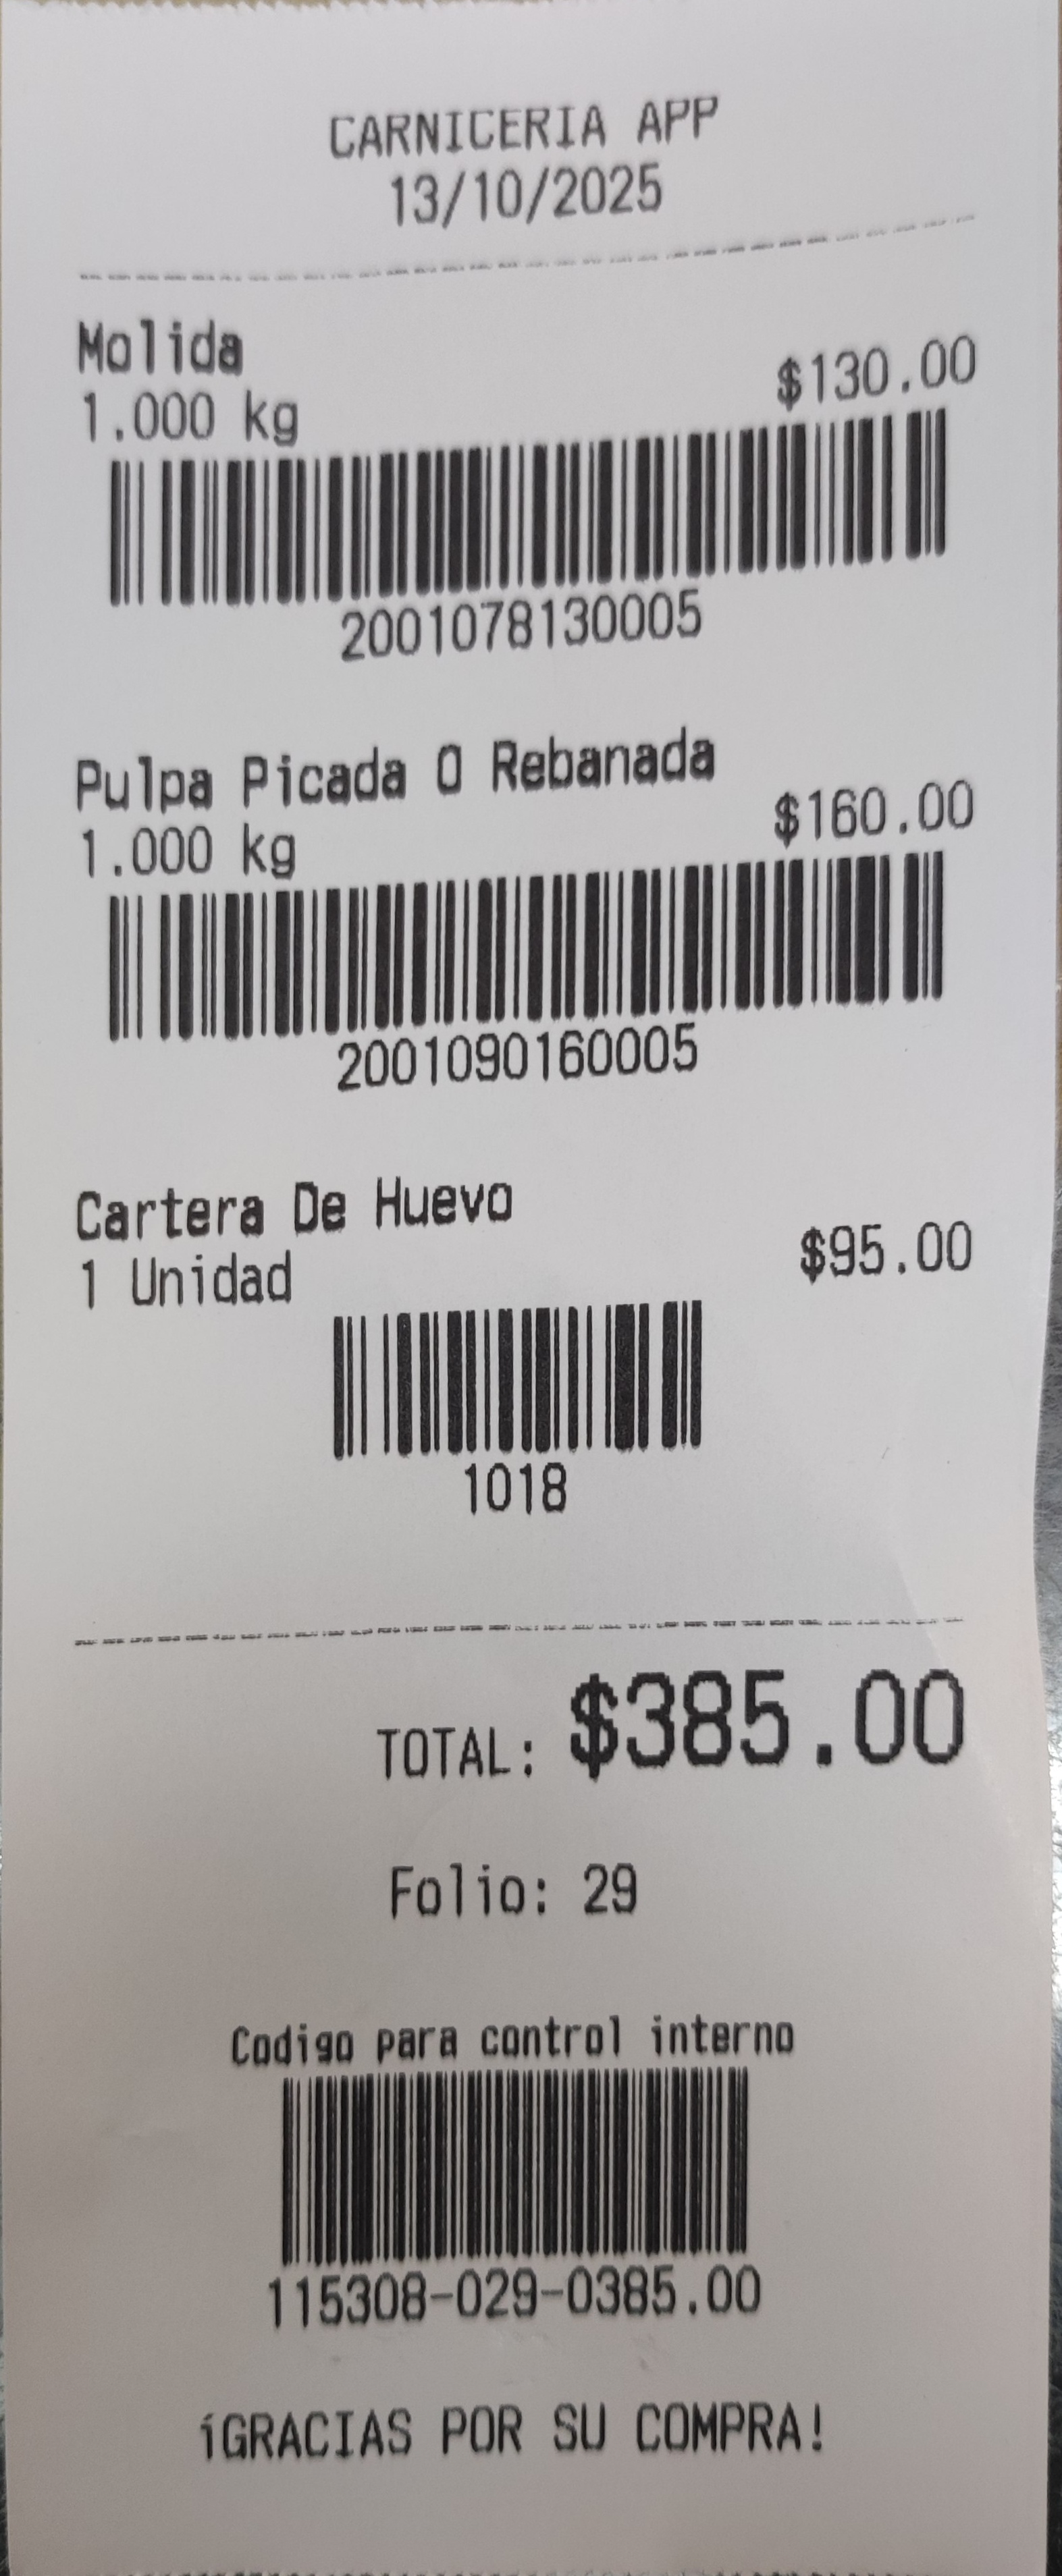 CARNICERIA APP
13/10/2025
Molida
1.000 kg $130.00
2001078130005
Pulpa Picada O Rebanada
1.000 kg $160.00
2001090160005
Cartera De Huevo
1 Unidad $95.00
1018
TOTAL: $385.00
Folio: 29
Codigo para control interno
115308-029-0385.00
¡GRACIAS POR SU COMPRA!